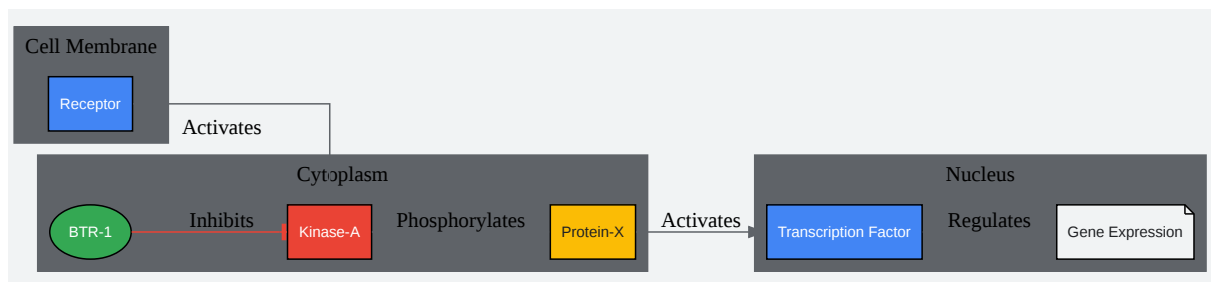 Cell Membrane
Receptor
Activates
Cytoplasm
BTR-1
Inhibits
Kinase-A
Phosphorylates
Protein-X
Activates
Nucleus
Transcription Factor
Regulates
Gene Expression